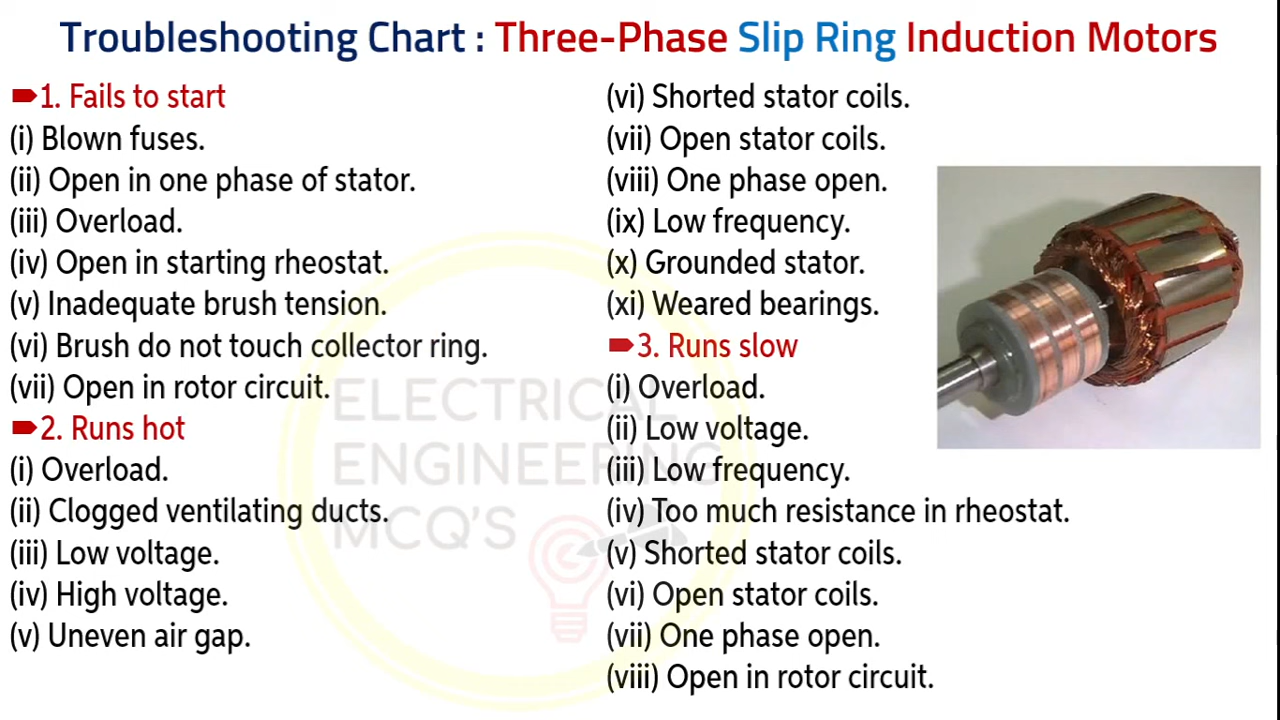 Troubleshooting Chart : Three-Phase Slip Ring Induction Motors
1. Fails to start
(i) Blown fuses.
(ii) Open in one phase of stator.
(iii) Overload.
(iv) Open in starting rheostat.
(v) Inadequate brush tension.
(vi) Brush do not touch collector ring.
(vii) Open in rotor circuit.
2. Runs hot
(i) Overload.
(ii) Clogged ventilating ducts.
(iii) Low voltage.
(iv) High voltage.
(v) Uneven air gap.
(vi) Shorted stator coils.
(vii) Open stator coils.
(viii) One phase open.
(ix) Low frequency.
(x) Grounded stator.
(xi) Weared bearings.
3. Runs slow
(i) Overload.
(ii) Low voltage.
(iii) Low frequency.
(iv) Too much resistance in rheostat.
(v) Shorted stator coils.
(vi) Open stator coils.
(vii) One phase open.
(viii) Open in rotor circuit.
ELECTRICAL
ENGINEERING
MCQ'S